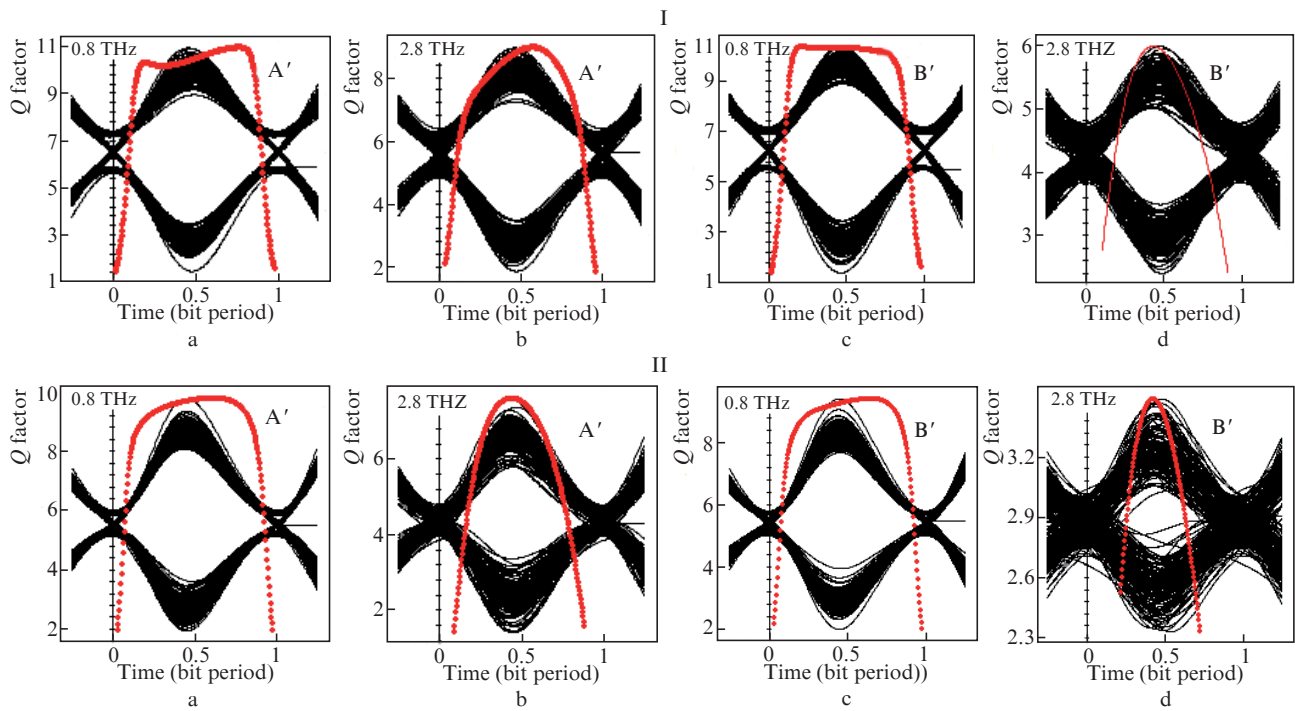 I
0.8 THz
A′
Q factor
11
9
7
5
3
1
0
0.5
1
Time (bit period)
a
2.8 THz
A′
Q factor
8
6
4
2
0
0.5
1
Time (bit period)
b
0.8 THz
B′
Q factor
11
9
7
6
5
3
1
0
0.5
1
Time (bit period)
c
2.8 THZ
B′
Q factor
6
5
4
3
0
0.5
1
Time (bit period)
d
II
0.8 THz
A′
Q factor
10
8
6
4
2
0
0.5
1
Time (bit period)
a
2.8 THZ
A′
Q factor
6
4
2
0
0.5
1
Time (bit period)
b
0.8 THz
B′
Q factor
8
6
4
2
0
0.5
1
Time (bit period))
c
2.8 THz
B′
Q factor
3.2
2.9
2.6
2.3
0
0.5
1
Time (bit period)
d